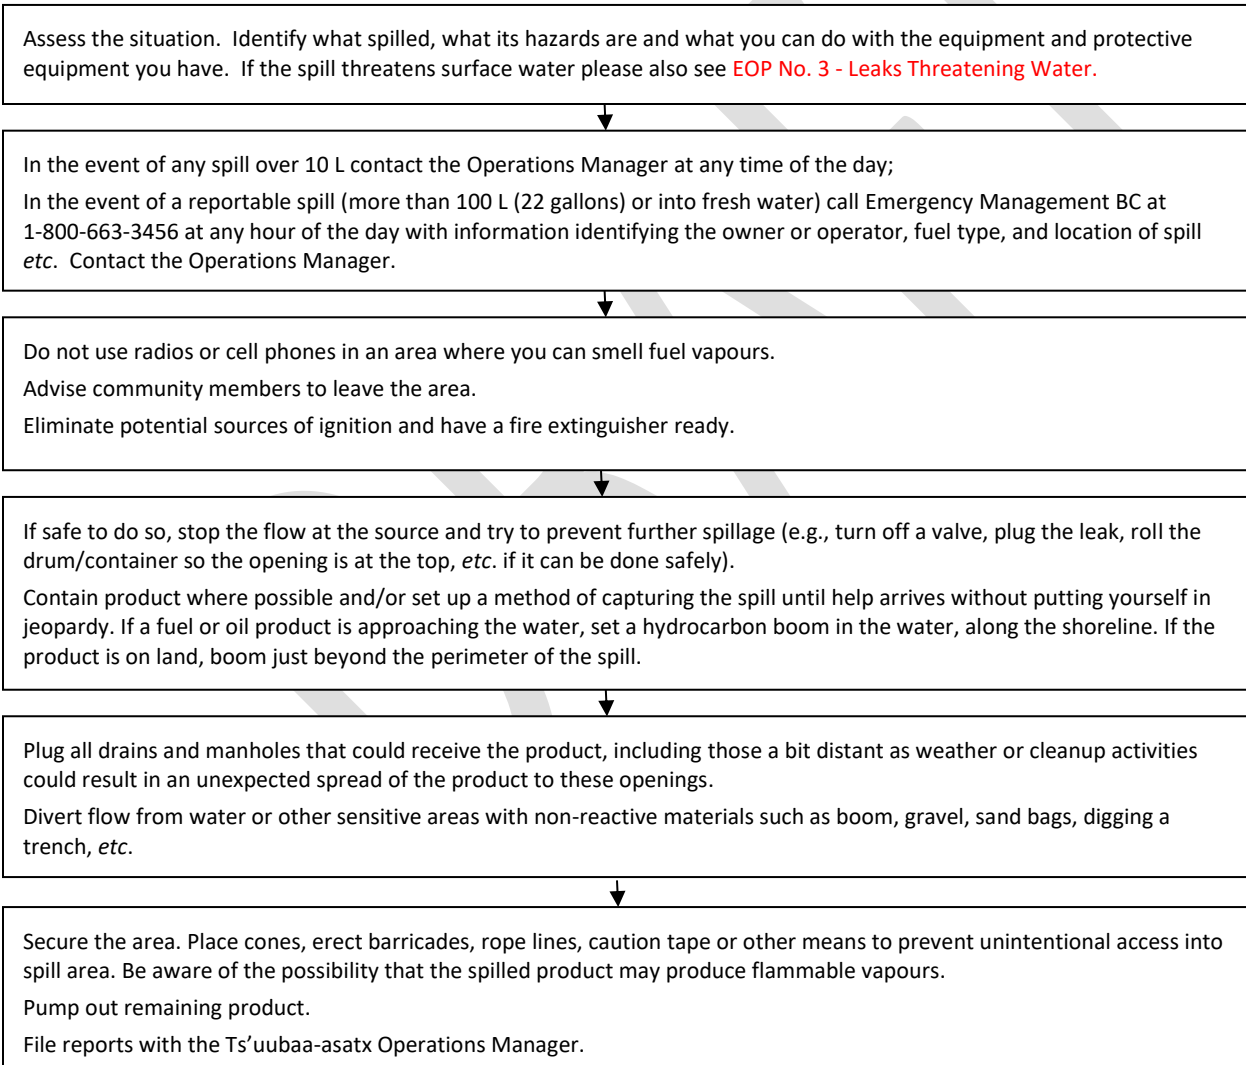 Assess the situation.  Identify what spilled, what its hazards are and what you can do with the equipment and protective
equipment you have.  If the spill threatens surface water please also see EOP No. 3 - Leaks Threatening Water.
In the event of any spill over 10 L contact the Operations Manager at any time of the day;
In the event of a reportable spill (more than 100 L (22 gallons) or into fresh water) call Emergency Management BC at
1-800-663-3456 at any hour of the day with information identifying the owner or operator, fuel type, and location of spill
etc.  Contact the Operations Manager.
Do not use radios or cell phones in an area where you can smell fuel vapours.
Advise community members to leave the area.
Eliminate potential sources of ignition and have a fire extinguisher ready.
If safe to do so, stop the flow at the source and try to prevent further spillage (e.g., turn off a valve, plug the leak, roll the
drum/container so the opening is at the top, etc. if it can be done safely).
Contain product where possible and/or set up a method of capturing the spill until help arrives without putting yourself in
jeopardy. If a fuel or oil product is approaching the water, set a hydrocarbon boom in the water, along the shoreline. If the
product is on land, boom just beyond the perimeter of the spill.
Plug all drains and manholes that could receive the product, including those a bit distant as weather or cleanup activities
could result in an unexpected spread of the product to these openings.
Divert flow from water or other sensitive areas with non-reactive materials such as boom, gravel, sand bags, digging a
trench, etc.
Secure the area. Place cones, erect barricades, rope lines, caution tape or other means to prevent unintentional access into
spill area. Be aware of the possibility that the spilled product may produce flammable vapours.
Pump out remaining product.
File reports with the Ts’uubaa-asatx Operations Manager.